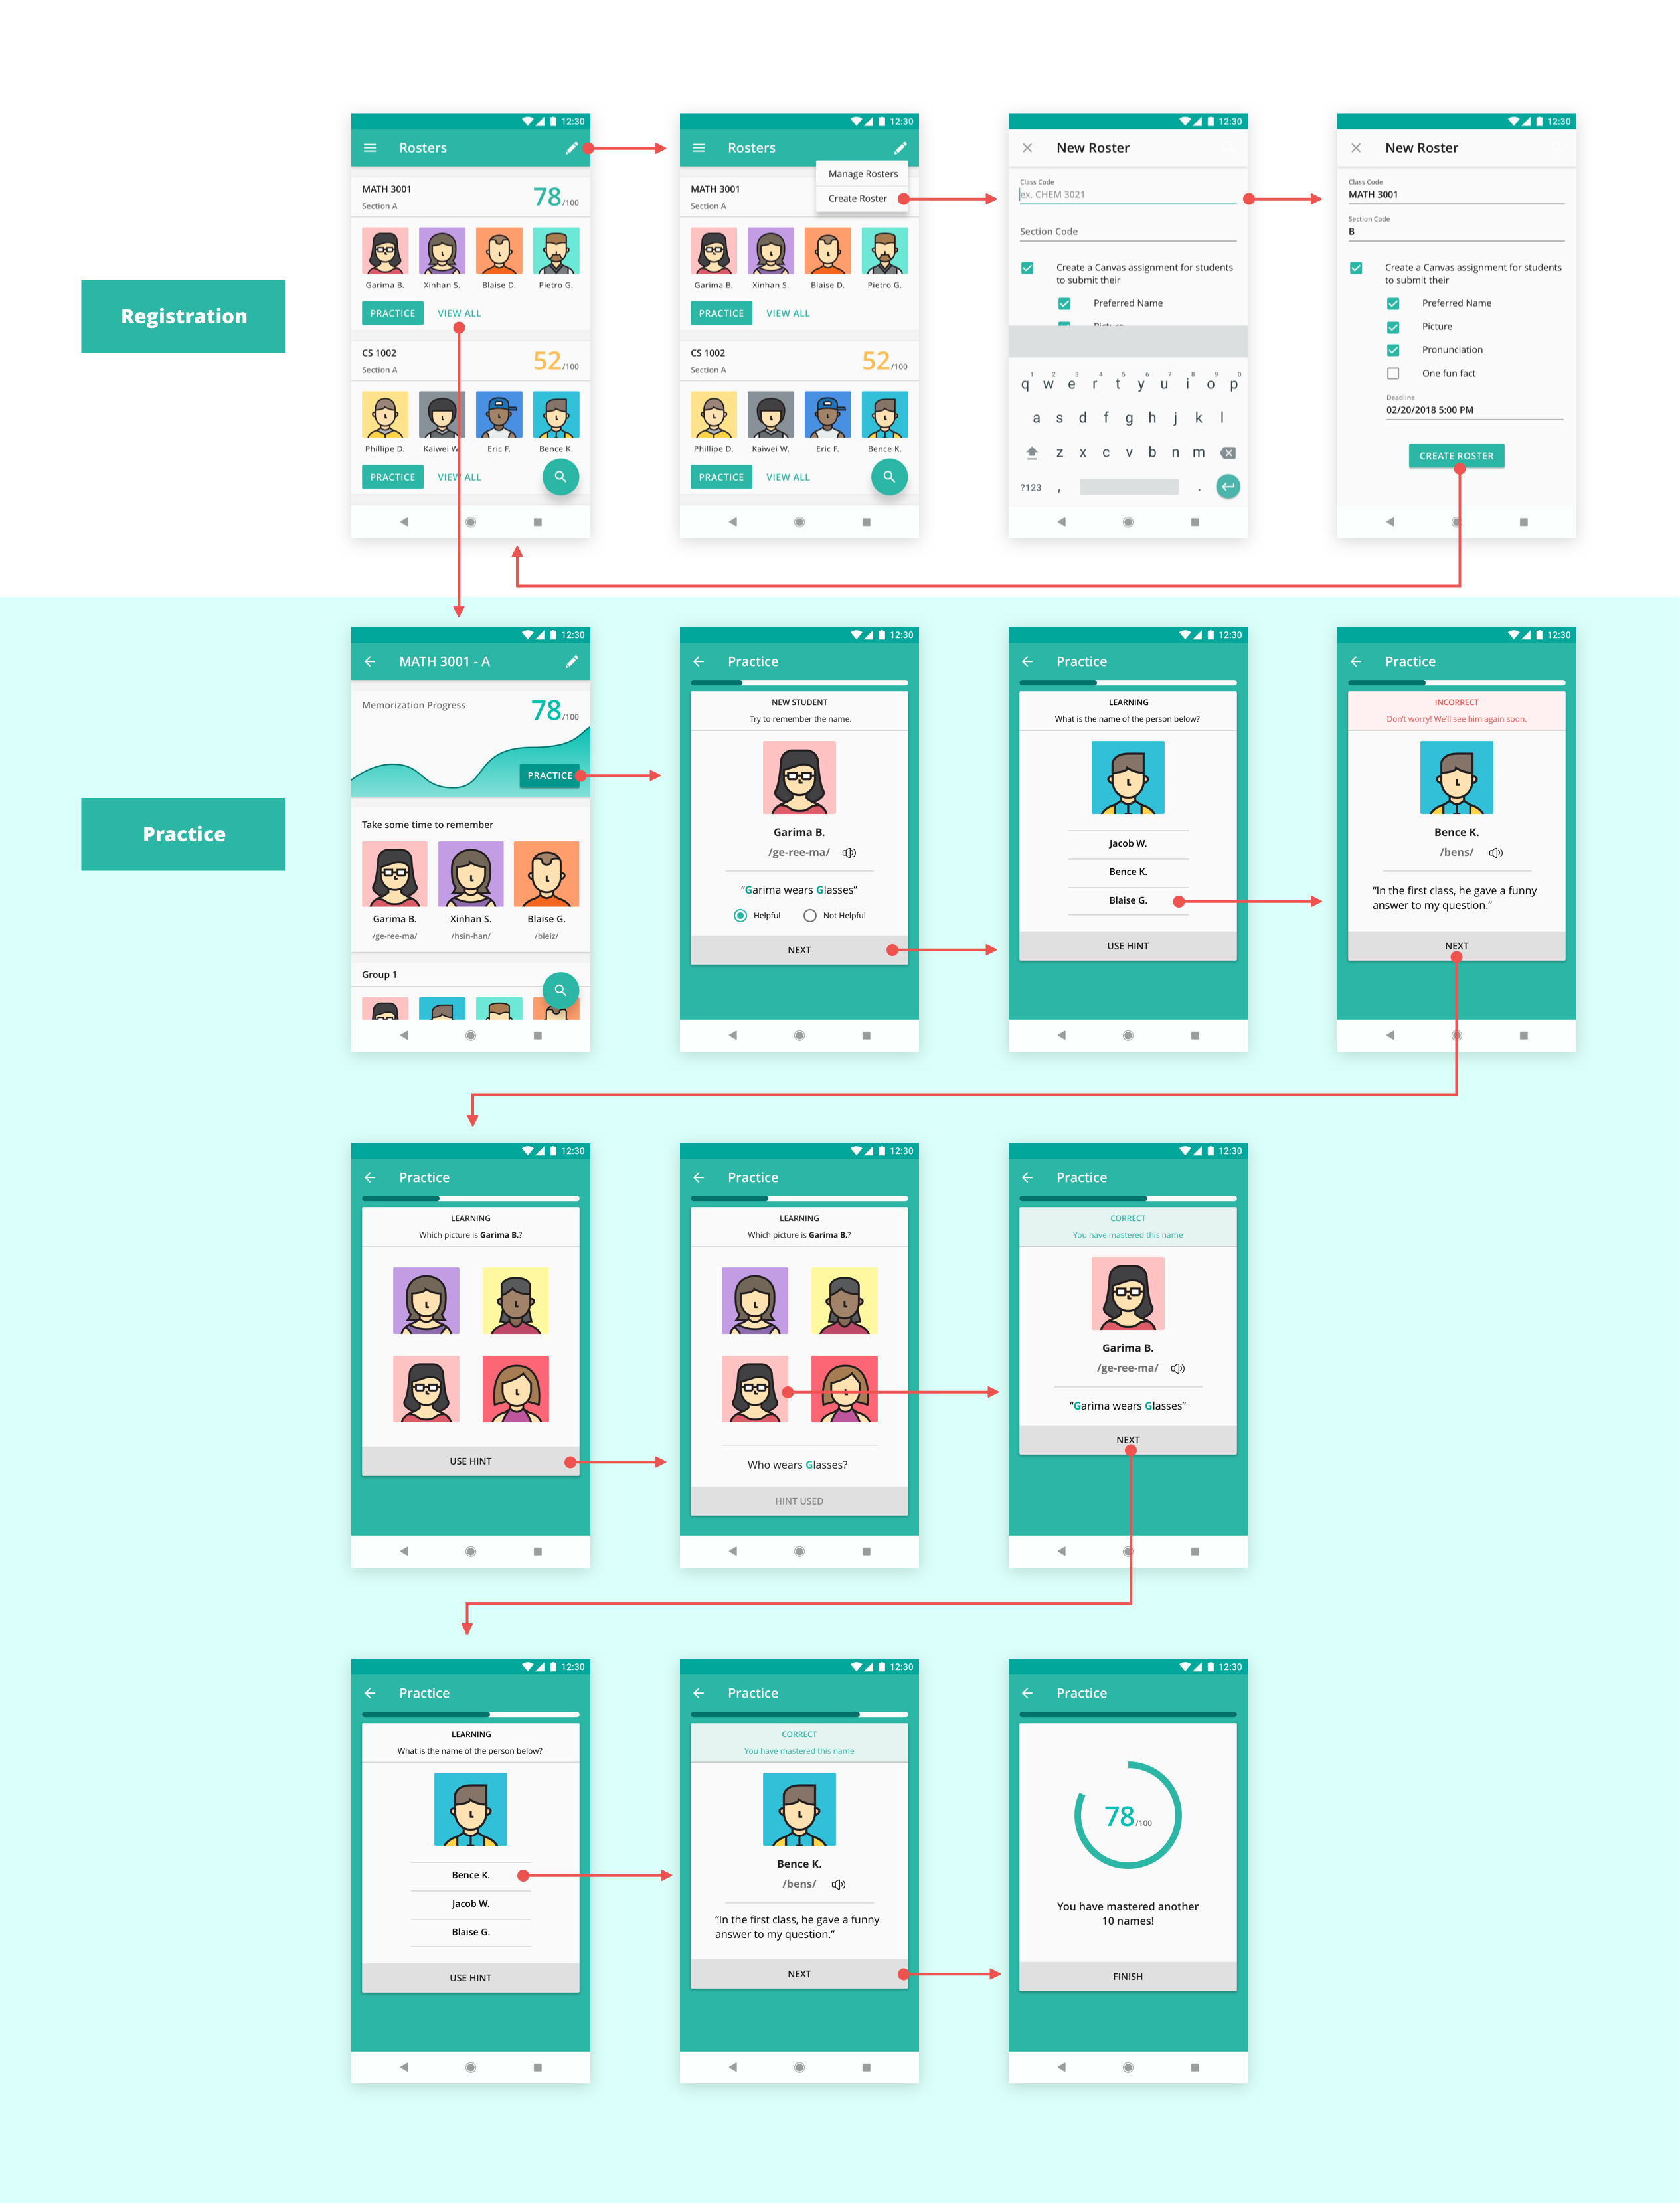 Registration
12:30
Rosters
MATH 3001
Section A
78/100
Garima B.
Xinhan S.
Blaise D.
Pietro G.
PRACTICE
VIEW ALL
CS 1002
Section A
52/100
Phillipe D.
Kaiwei W.
Eric F.
Bence K.
PRACTICE
VIEW ALL
12:30
Rosters
Manage Rosters
Create Roster
MATH 3001
Section A
Garima B.
Xinhan S.
Blaise D.
Pietro G.
PRACTICE
VIEW ALL
CS 1002
Section A
52/100
Phillipe D.
Kaiwei W.
Eric F.
Bence K.
PRACTICE
VIEW ALL
12:30
New Roster
Class Code
ex. CHEM 3021
Section Code
Create a Canvas assignment for students
to submit their
Preferred Name
Picture
1 2 3 4 5 6 7 8 9 0
q w e r t y u i o p
a s d f g h j k l
z x c v b n m
?123 , .
12:30
New Roster
Class Code
MATH 3001
Section Code
B
Create a Canvas assignment for students
to submit their
Preferred Name
Picture
Pronunciation
One fun fact
Deadline
02/20/2018 5:00 PM
CREATE ROSTER
Practice
12:30
MATH 3001 - A
Memorization Progress
78/100
PRACTICE
Take some time to remember
Garima B.
Xinhan S.
Blaise G.
/ge-ree-ma/
/hsin-han/
/bleiz/
Group 1
12:30
Practice
NEW STUDENT
Try to remember the name.
Garima B.
/ge-ree-ma/
“Garima wears Glasses”
Helpful
Not Helpful
NEXT
12:30
Practice
LEARNING
What is the name of the person below?
Jacob W.
Bence K.
Blaise G.
USE HINT
12:30
Practice
INCORRECT
Don’t worry! We’ll see him again soon.
Bence K.
/bens/
“In the first class, he gave a funny
answer to my question.”
NEXT
12:30
Practice
LEARNING
Which picture is Garima B.?
USE HINT
12:30
Practice
LEARNING
Which picture is Garima B.?
Who wears Glasses?
HINT USED
12:30
Practice
CORRECT
You have mastered this name
Garima B.
/ge-ree-ma/
“Garima wears Glasses”
NEXT
12:30
Practice
LEARNING
What is the name of the person below?
Bence K.
Jacob W.
Blaise G.
USE HINT
12:30
Practice
CORRECT
You have mastered this name
Bence K.
/bens/
“In the first class, he gave a funny
answer to my question.”
NEXT
12:30
Practice
78/100
You have mastered another
10 names!
FINISH